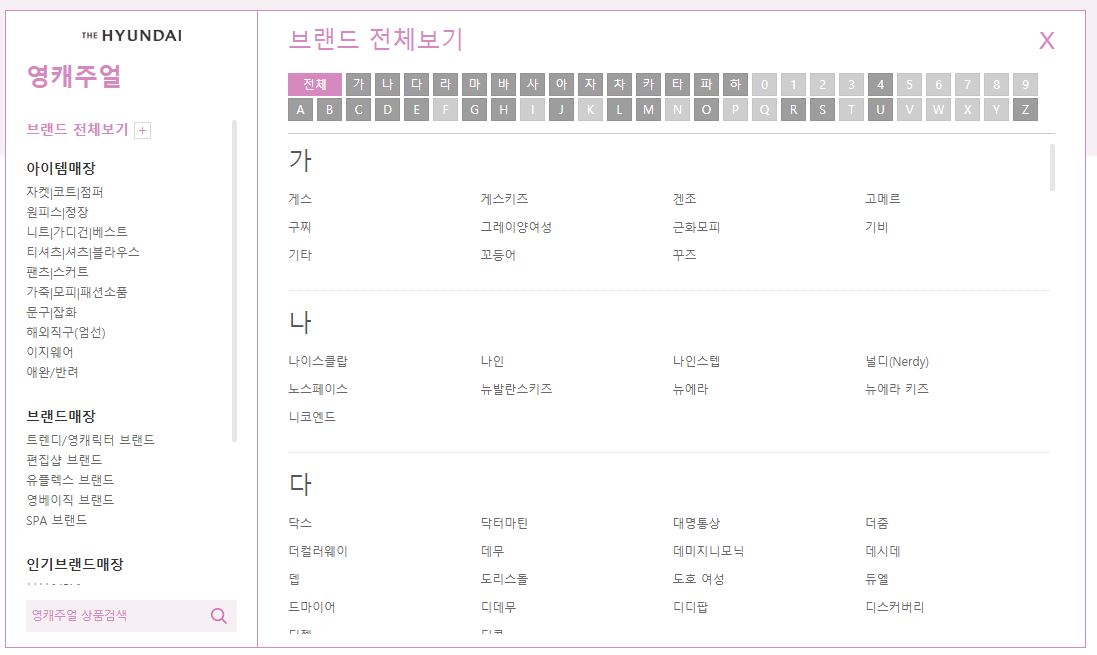 THE HYUNDAI
영캐주얼
브랜드 전체보기 +
아이템매장
자켓|코트|점퍼
원피스|정장
니트|가디건|베스트
티셔츠|셔츠|블라우스
팬츠|스커트
가죽|모피|패션소품
문구|잡화
해외직구(엄선)
이지웨어
애완/반려
브랜드매장
트렌디/영캐릭터 브랜드
편집샵 브랜드
유플렉스 브랜드
영베이직 브랜드
SPA 브랜드
인기브랜드매장
영캐주얼 상품검색
브랜드 전체보기 X
전체 가 나 다 라 마 바 사 아 자 차 카 타 파 하 0 1 2 3 4 5 6 7 8 9
A B C D E F G H I J K L M N O P Q R S T U V W X Y Z
가
게스 게스키즈 겐조 고메르
구찌 그레이양여성 근화모피 기비
기타 꼬등어 꾸즈
나
나이스클랍 나인 나인스텝 널디(Nerdy)
노스페이스 뉴발란스키즈 뉴에라 뉴에라 키즈
니코앤드
다
닥스 닥터마틴 대명통상 더줌
더컬러웨이 데무 데미지니모닉 데시데
뎁 도리스돌 도호 여성 듀엘
드마이어 디데무 디디팝 디스커버리